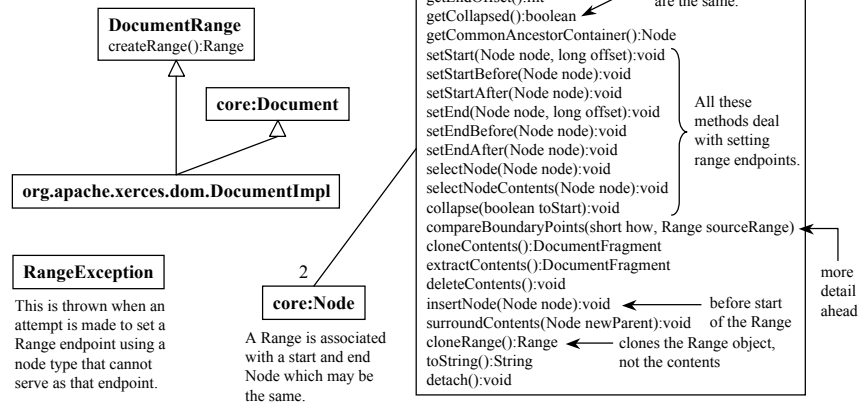 DocumentRange
createRange():Range
core:Document
org.apache.xerces.dom.DocumentImpl
RangeException
This is thrown when an
attempt is made to set a
Range endpoint using a
node type that cannot
serve as that endpoint.
2
core:Node
A Range is associated
with a start and end
Node which may be
the same.
are the same.
getCollapsed():boolean
getCommonAncestorContainer():Node
setStart(Node node, long offset):void
setStartBefore(Node node):void
setStartAfter(Node node):void
setEnd(Node node, long offset):void
setEndBefore(Node node):void
setEndAfter(Node node):void
selectNode(Node node):void
selectNodeContents(Node node):void
collapse(boolean toStart):void
All these
methods deal
with setting
range endpoints.
compareBoundaryPoints(short how, Range sourceRange)
more
detail
ahead
cloneContents():DocumentFragment
extractContents():DocumentFragment
deleteContents():void
insertNode(Node node):void
before start
of the Range
surroundContents(Node newParent):void
cloneRange():Range
clones the Range object,
not the contents
toString():String
detach():void